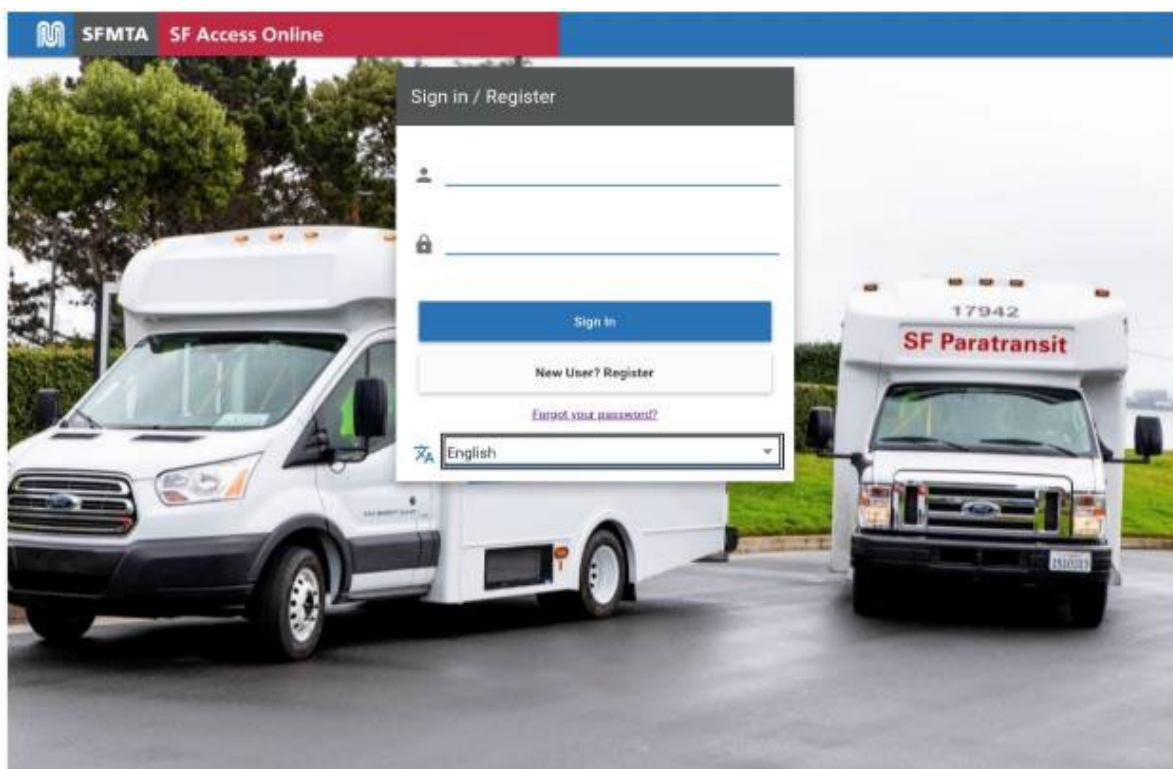 SFMTA SF Access Online
Sign in / Register
Sign In
New User? Register
Forgot your password?
English
17942
SF Paratransit